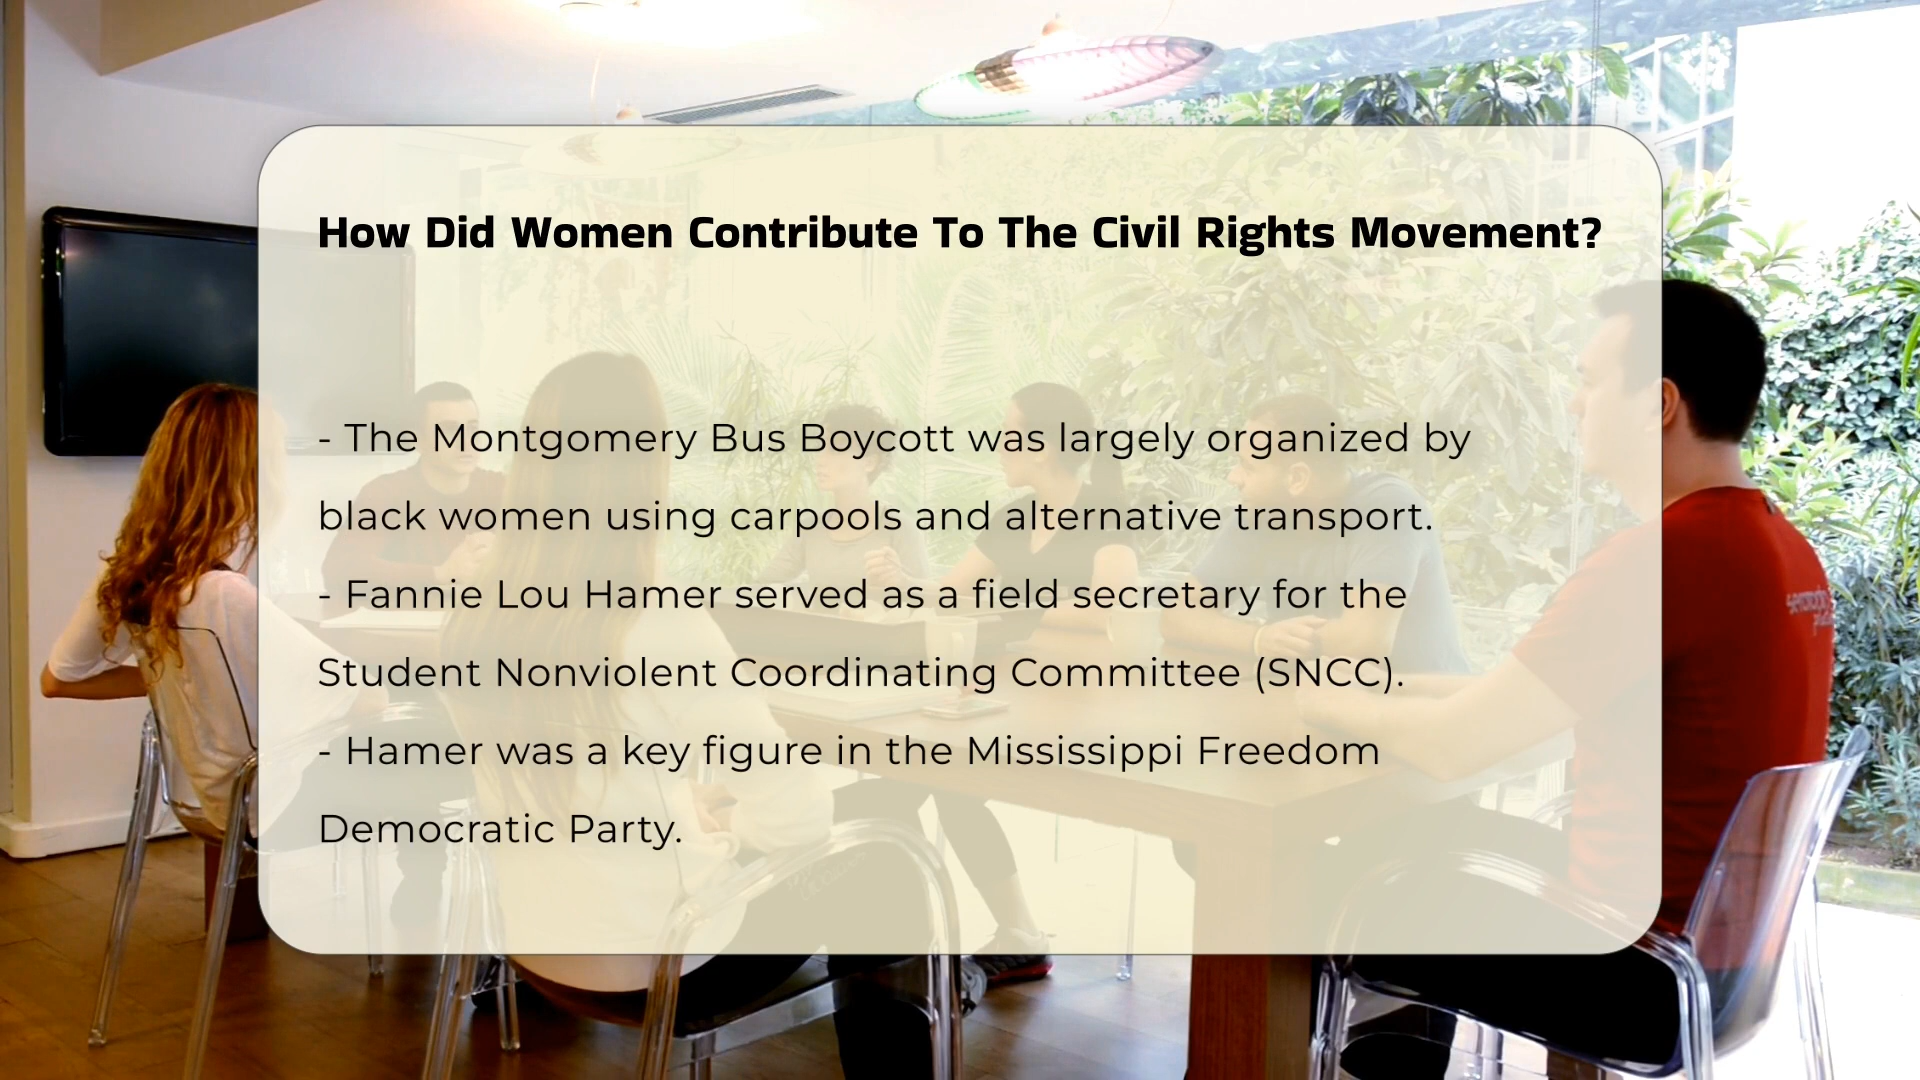 How Did Women Contribute To The Civil Rights Movement?
- The Montgomery Bus Boycott was largely organized by
black women using carpools and alternative transport.
- Fannie Lou Hamer served as a field secretary for the
Student Nonviolent Coordinating Committee (SNCC).
- Hamer was a key figure in the Mississippi Freedom
Democratic Party.